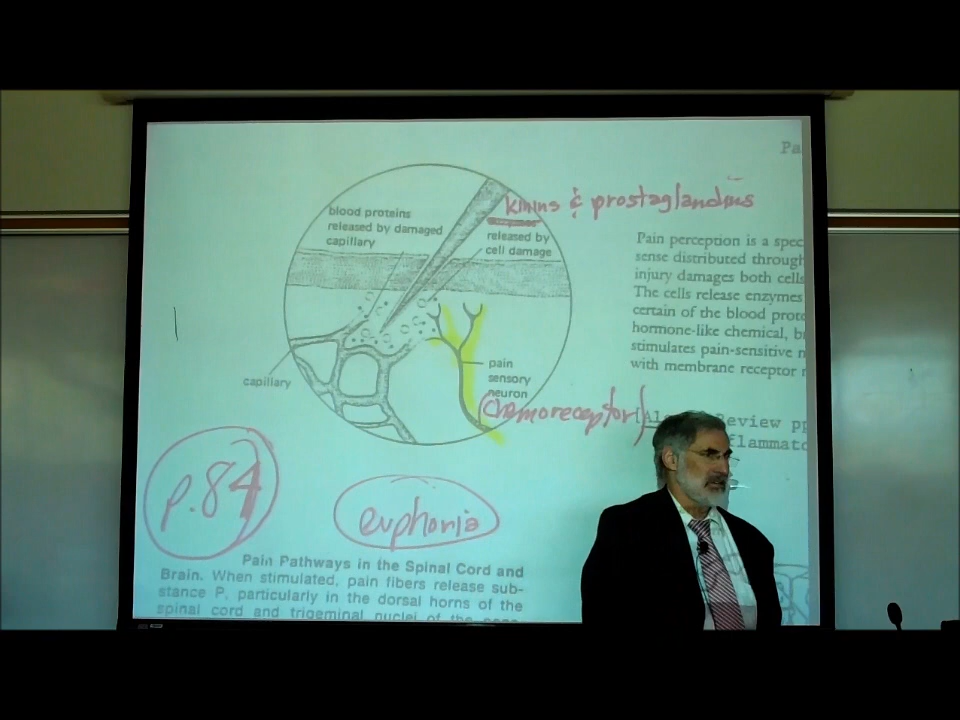 Pa
kinins & prostaglandins
blood proteins
released by damaged
capillary
released by
cell damage
Pain perception is a spec
sense distributed through
injury damages both cells
The cells release enzymes
certain of the blood prote
hormone-like chemical, br
stimulates pain-sensitive n
with membrane receptor
capillary
pain
sensory
neuron
(chemoreceptor)
Review pp
flammato
p.84
euphoria
Pain Pathways in the Spinal Cord and
Brain. When stimulated, pain fibers release sub-
stance P, particularly in the dorsal horns of the
spinal cord and trigeminal nuclei of the